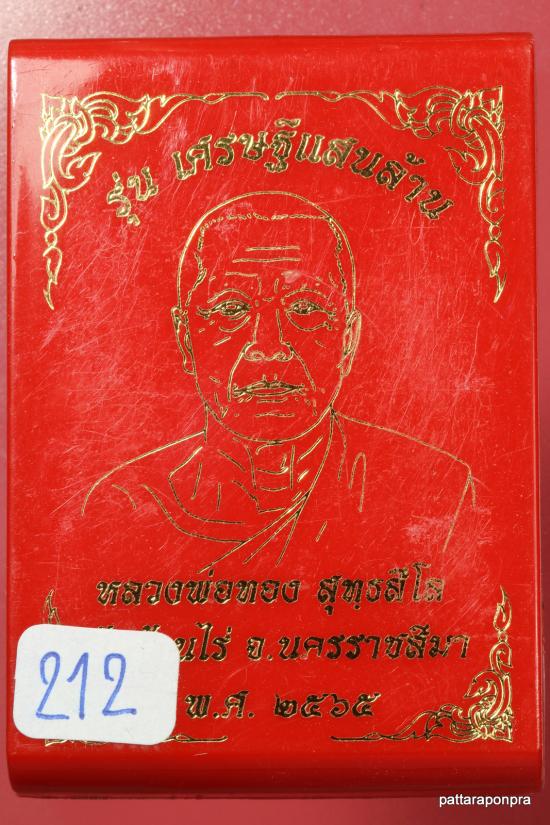 รุ่น เศรษฐีแสนล้าน
หลวงพ่อทอง สุทธสีโล
จ.นครราชสีมา
212
พ.ศ. ๒๕๖๕
pattaraponpra